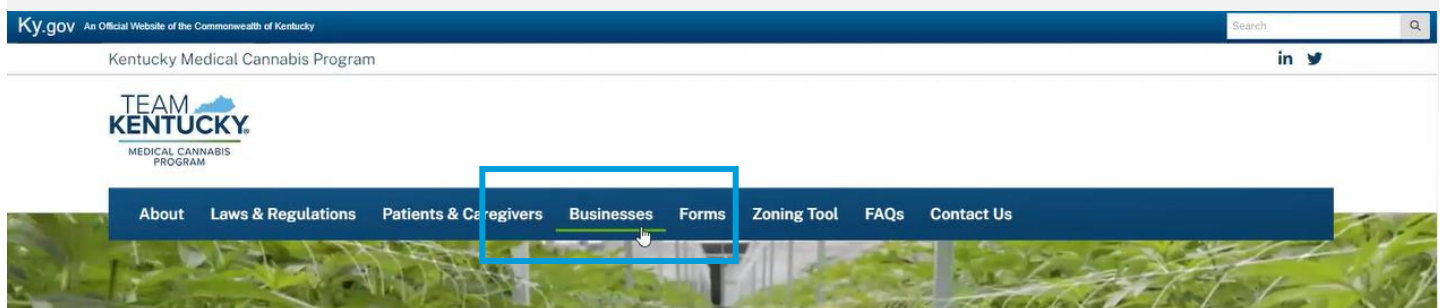 Ky.gov An Official Website of the Commonwealth of Kentucky
Search
Kentucky Medical Cannabis Program
in
TEAM
KENTUCKY®
MEDICAL CANNABIS
PROGRAM
About Laws & Regulations Patients & Caregivers Businesses Forms Zoning Tool FAQs Contact Us